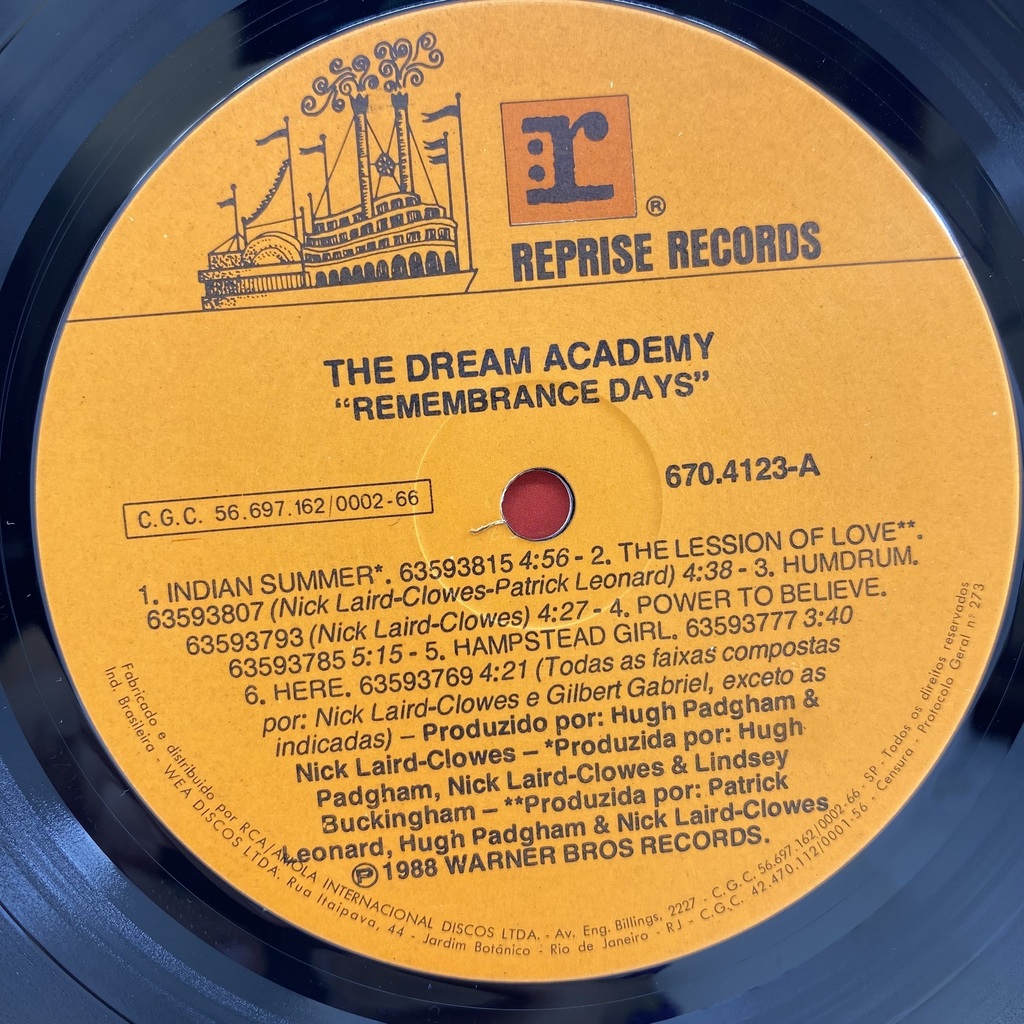 r
®
REPRISE RECORDS
THE DREAM ACADEMY
“REMEMBRANCE DAYS”
670.4123-A
C.G.C. 56.697.162/0002-66
1. INDIAN SUMMER*. 63593815 4:56 - 2. THE LESSION OF LOVE**.
63593807 (Nick Laird-Clowes-Patrick Leonard) 4:38 - 3. HUMDRUM.
63593793 (Nick Laird-Clowes) 4:27 - 4. POWER TO BELIEVE.
63593785 5:15 - 5. HAMPSTEAD GIRL. 63593777 3:40
6. HERE. 63593769 4:21 (Todas as faixas compostas
por: Nick Laird-Clowes e Gilbert Gabriel, exceto as
indicadas) – Produzido por: Hugh Padgham &
Nick Laird-Clowes – *Produzida por: Hugh
Padgham, Nick Laird-Clowes & Lindsey
Buckingham – **Produzida por: Patrick
Leonard, Hugh Padgham & Nick Laird-Clowes
℗ 1988 WARNER BROS RECORDS.
Fabricado e distribuido por RCA/ARIOLA INTERNACIONAL DISCOS LTDA. - Av. Eng. Billings, 2227 - C.G.C. 56.697.162/0002-66 - SP - Todos os direitos reservados
Ind. Brasileira - WEA DISCOS LTDA. Rua Itaipava, 44 - Jardim Botânico - Rio de Janeiro - RJ - C.G.C. 42.470.112/0001-56 - Censura - Protocolo Geral nº 273